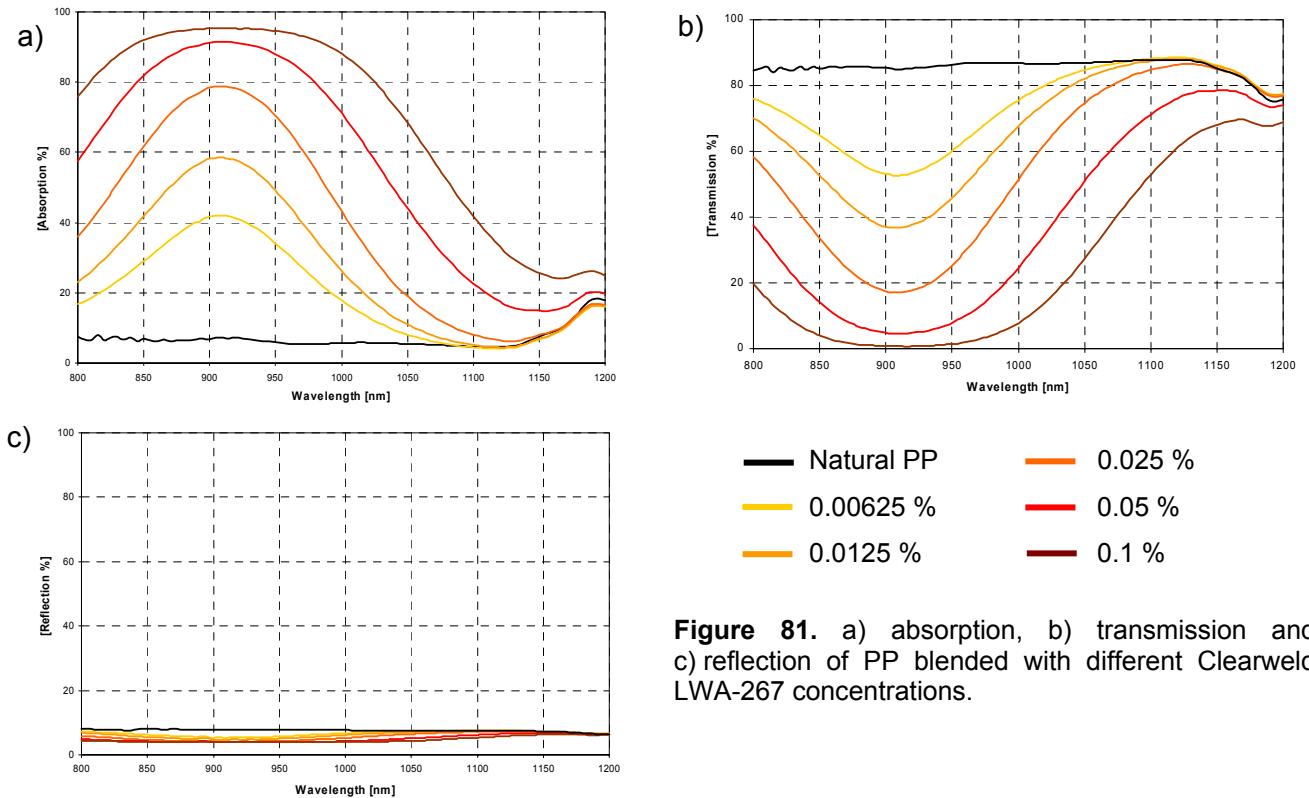 a)
100
80
60
40
20
0
[Absorption %]
800 850 900 950 1000 1050 1100 1150 1200
Wavelength [nm]
b)
100
80
60
40
20
0
[Transmission %]
800 850 900 950 1000 1050 1100 1150 1200
Wavelength [nm]
c)
100
80
60
40
20
0
[Reflection %]
800 850 900 950 1000 1050 1100 1150 1200
Wavelength [nm]
Natural PP 0.025 %
0.00625 % 0.05 %
0.0125 % 0.1 %
Figure 81. a) absorption, b) transmission and
c) reflection of PP blended with different Clearweld
LWA-267 concentrations.